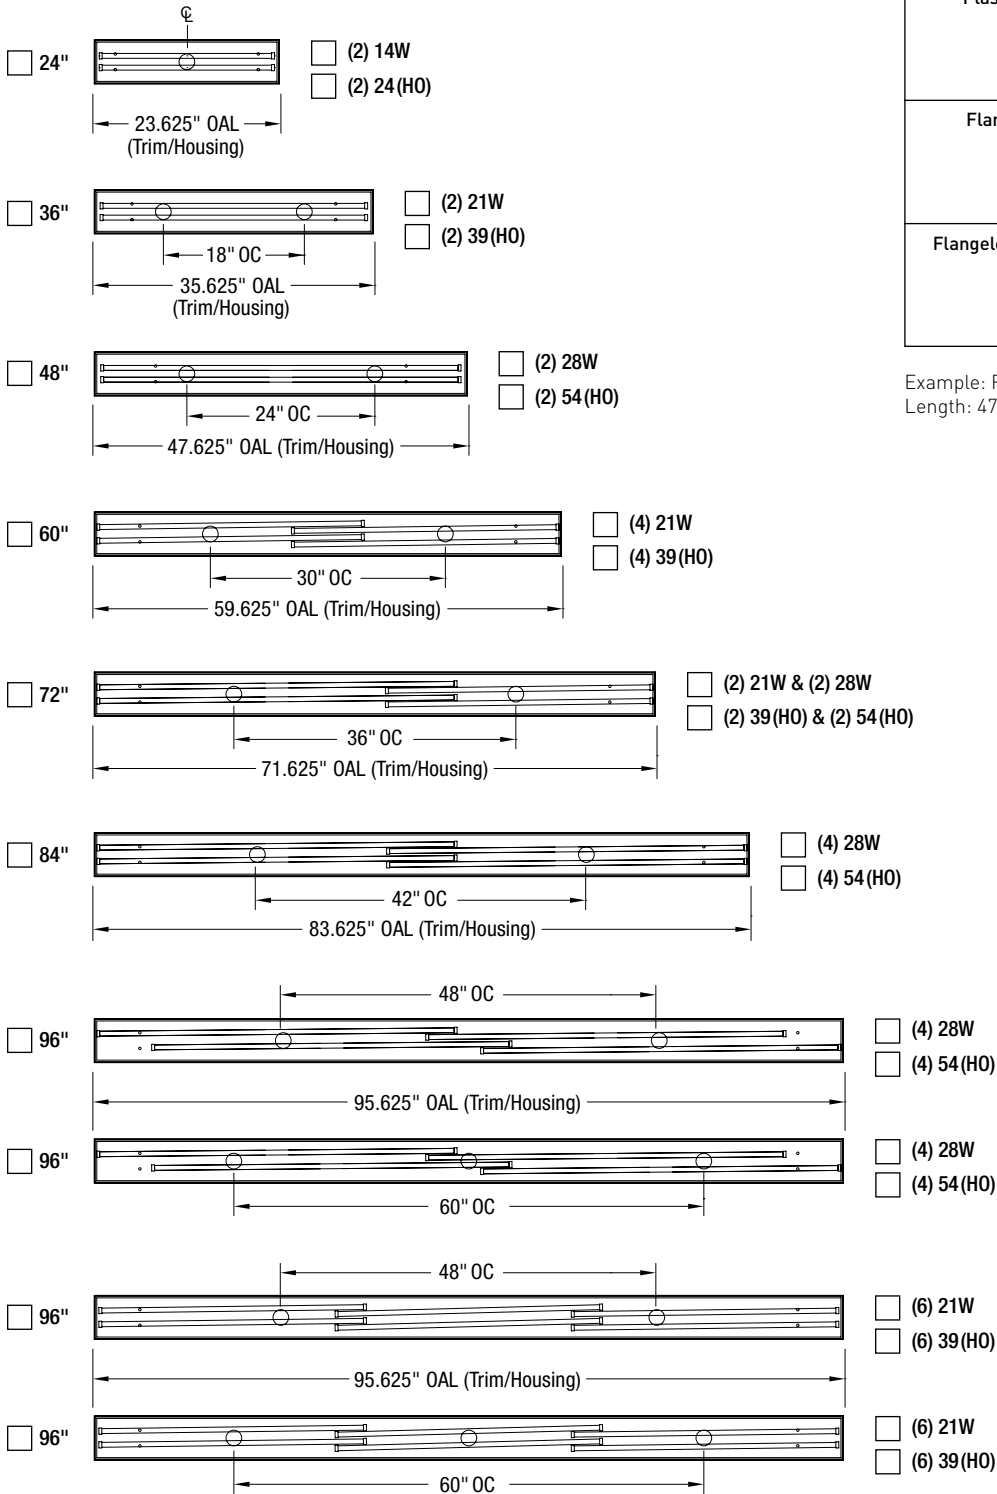 ℄
24"
(2) 14W
(2) 24(HO)
23.625" OAL
(Trim/Housing)
36"
(2) 21W
(2) 39(HO)
18" OC
35.625" OAL
(Trim/Housing)
48"
(2) 28W
(2) 54(HO)
24" OC
47.625" OAL (Trim/Housing)
60"
(4) 21W
(4) 39(HO)
30" OC
59.625" OAL (Trim/Housing)
72"
(2) 21W & (2) 28W
(2) 39(HO) & (2) 54(HO)
36" OC
71.625" OAL (Trim/Housing)
84"
(4) 28W
(4) 54(HO)
42" OC
83.625" OAL (Trim/Housing)
48" OC
96"
(4) 28W
(4) 54(HO)
95.625" OAL (Trim/Housing)
96"
(4) 28W
(4) 54(HO)
60" OC
48" OC
96"
(6) 21W
(6) 39(HO)
95.625" OAL (Trim/Housing)
96"
(6) 21W
(6) 39(HO)
60" OC
Flan
Flangel
Example:
Length: 47